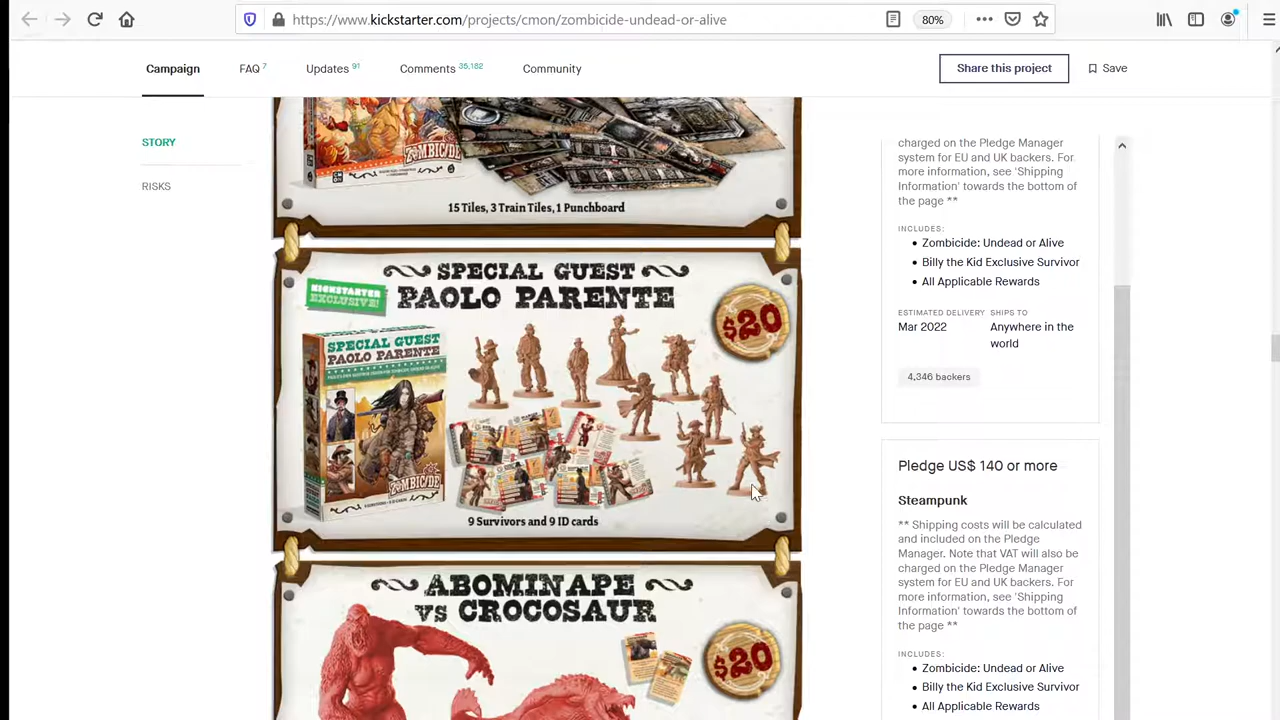 https://www.kickstarter.com/projects/cmon/zombicide-undead-or-alive
80%
Campaign
FAQ 7
Updates 91
Comments 35,182
Community
Share this project
Save
STORY
RISKS
ZOMBICIDE
15 Tiles, 3 Train Tiles, 1 Punchboard
SPECIAL GUEST
PAOLO PARENTE
KICKSTARTER
EXCLUSIVE!
$20
SPECIAL GUEST
PAOLO PARENTE
ZOMBICIDE
9 Survivors and 9 ID cards
ABOMINAPE
VS CROCOSAUR
$20
charged on the Pledge Manager
system for EU and UK backers. For
more information, see 'Shipping
Information' towards the bottom of
the page **
INCLUDES:
Zombicide: Undead or Alive
Billy the Kid Exclusive Survivor
All Applicable Rewards
ESTIMATED DELIVERY
Mar 2022
SHIPS TO
Anywhere in the
world
4,346 backers
Pledge US$ 140 or more
Steampunk
** Shipping costs will be calculated
and included on the Pledge
Manager. Note that VAT will also be
charged on the Pledge Manager
system for EU and UK backers. For
more information, see 'Shipping
Information' towards the bottom of
the page **
INCLUDES:
Zombicide: Undead or Alive
Billy the Kid Exclusive Survivor
All Applicable Rewards